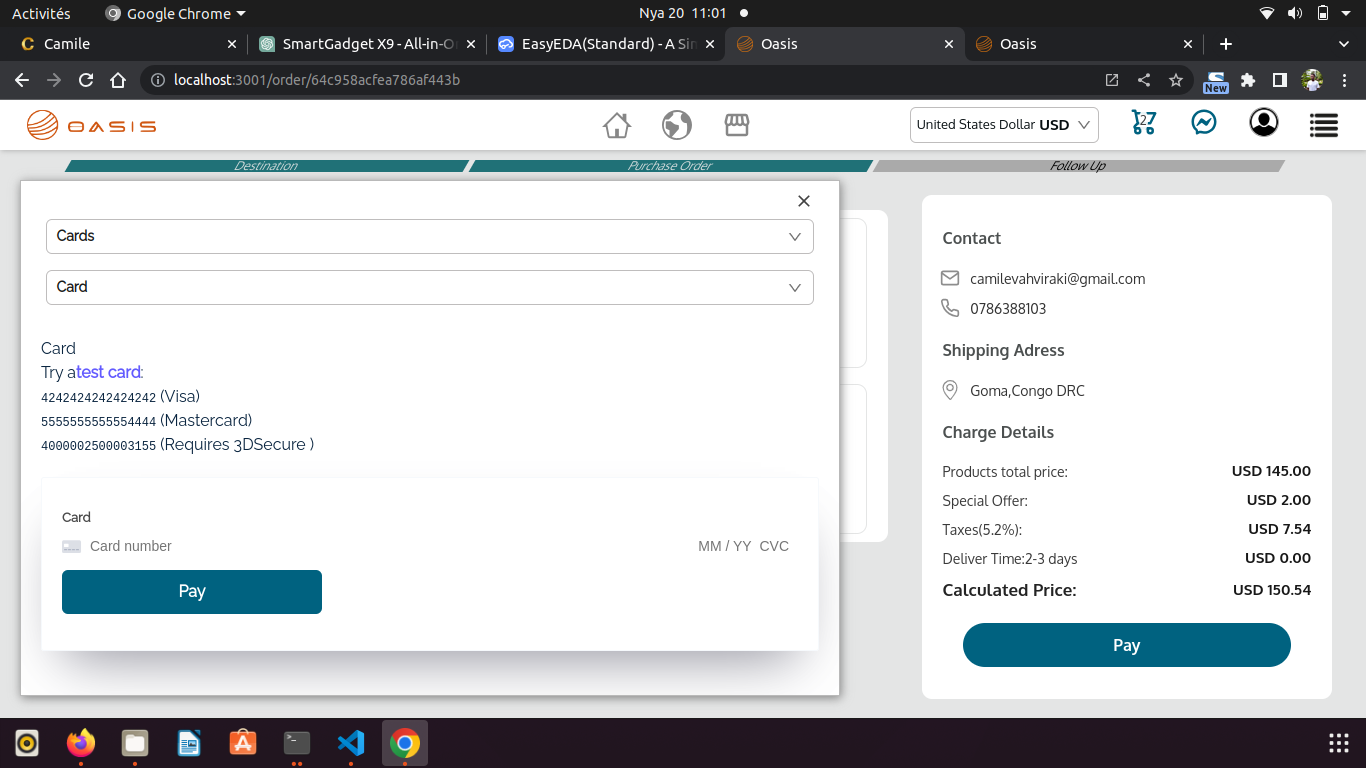 Activités
Google Chrome
Nya 20 11:01
Camile
SmartGadget X9 - All-in-O
EasyEDA(Standard) - A Sin
Oasis
Oasis
localhost:3001/order/64c958acfea786af443b
New
OASIS
United States Dollar USD
27
Destination
Purchase Order
Follow Up
Cards
Card
Card
Try atest card:
4242424242424242 (Visa)
5555555555554444 (Mastercard)
4000002500003155 (Requires 3DSecure )
Card
Card number MM / YY CVC
Pay
Contact
camilevahviraki@gmail.com
0786388103
Shipping Adress
Goma,Congo DRC
Charge Details
Products total price: USD 145.00
Special Offer: USD 2.00
Taxes(5.2%): USD 7.54
Deliver Time:2-3 days USD 0.00
Calculated Price: USD 150.54
Pay